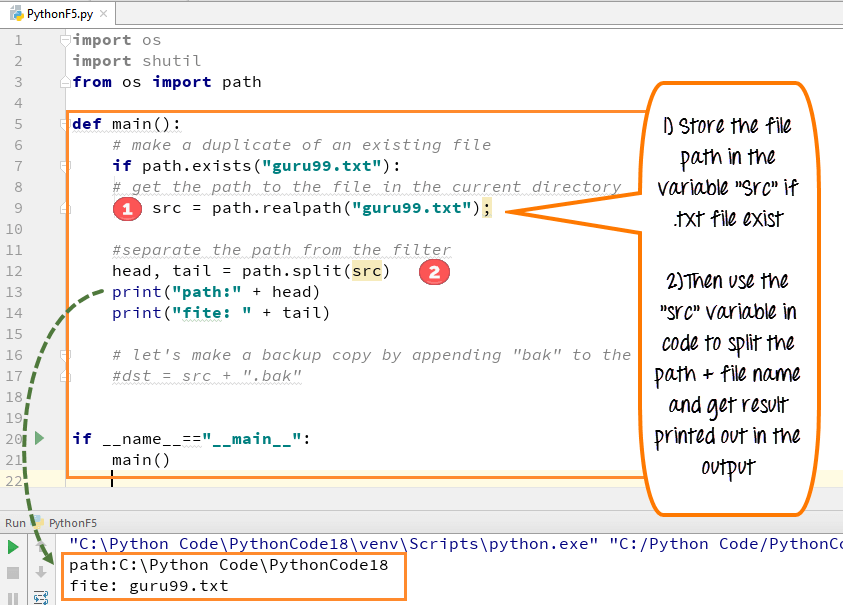 PythonF5.py
1 import os
2 import shutil
3 from os import path
4
5 def main():
6 # make a duplicate of an existing file
7 if path.exists("guru99.txt"):
8 # get the path to the file in the current directory
9 1 src = path.realpath("guru99.txt");
10
11 #separate the path from the filter
12 head, tail = path.split(src) 2
13 print("path:" + head)
14 print("fite: " + tail)
15
16 # let's make a backup copy by appending "bak" to the
17 #dst = src + ".bak"
18
19
20 if __name__=="__main__":
21 main()
22
1) Store the file
path in the
variable "Src" if
.txt file exist
2)Then use the
"src" variable in
code to split the
path + file name
and get result
printed out in the
output
Run PythonF5
"C:\Python Code\PythonCode18\venv\Scripts\python.exe" "C:/Python Code/PythonCo
path:C:\Python Code\PythonCode18
fite: guru99.txt